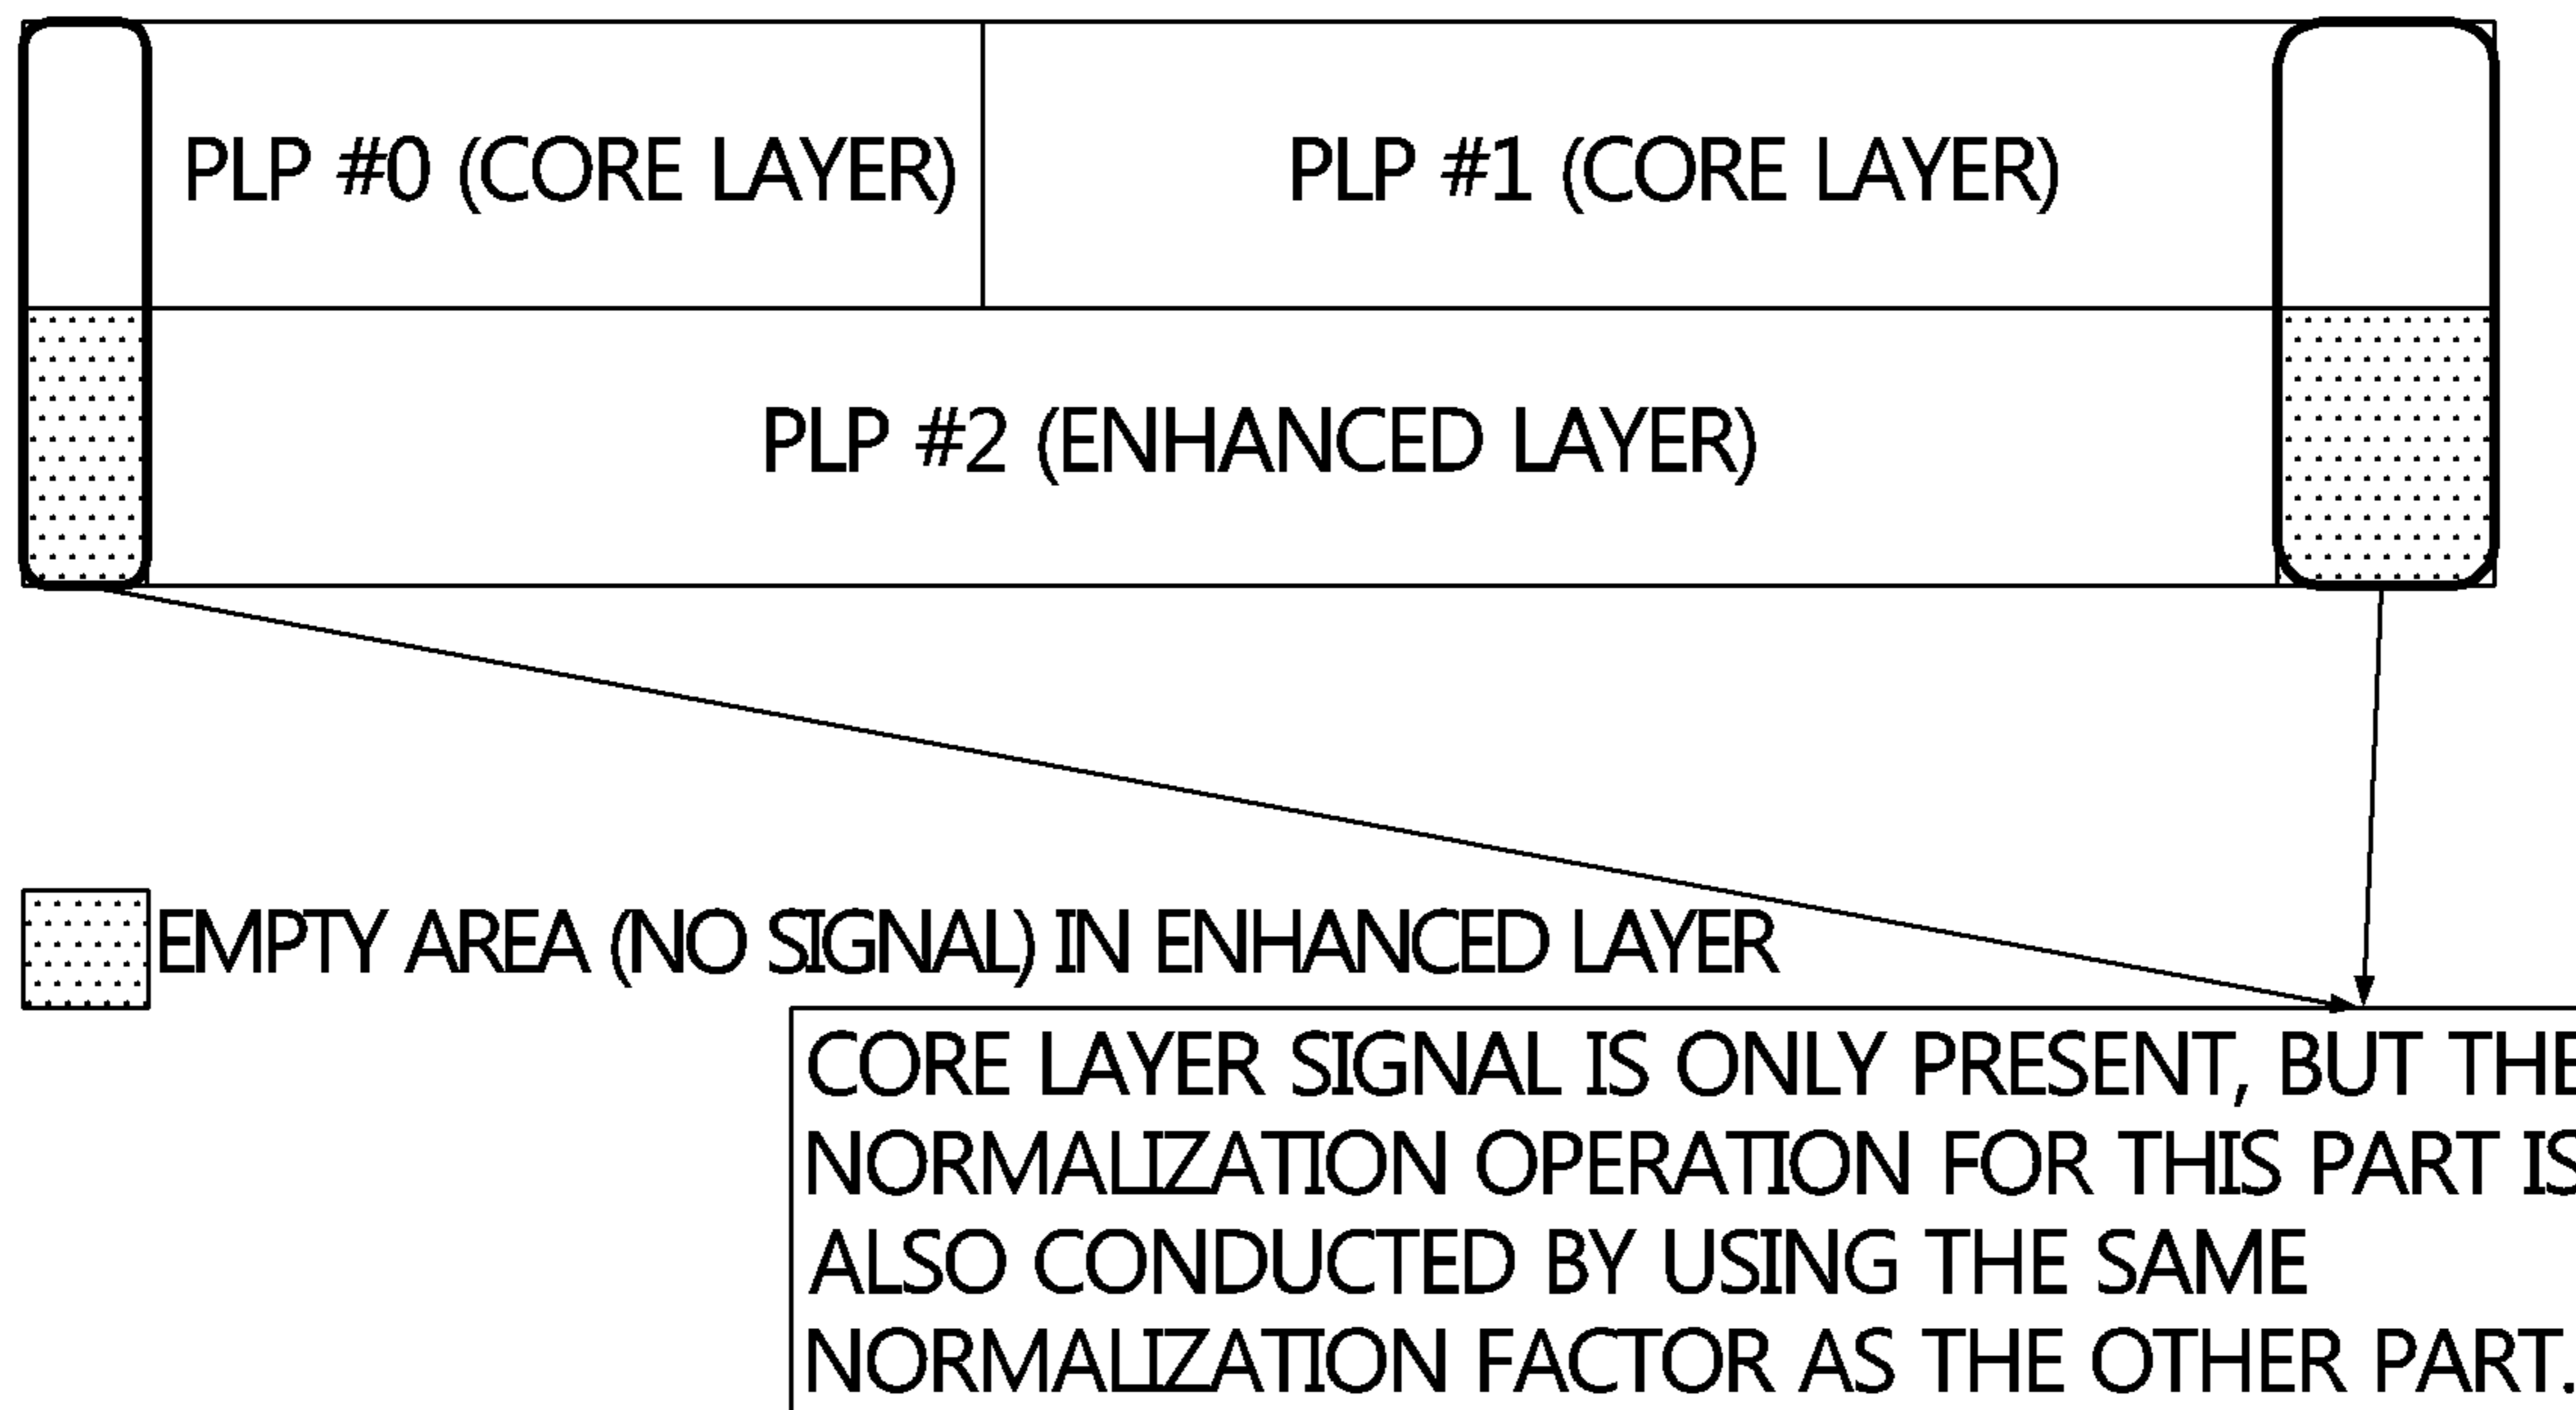 PLP #0 (CORE LAYER)
PLP #1 (CORE LAYER)
PLP #2 (ENHANCED LAYER)
EMPTY AREA (NO SIGNAL) IN ENHANCED LAYER
CORE LAYER SIGNAL IS ONLY PRESENT, BUT THE
NORMALIZATION OPERATION FOR THIS PART IS
ALSO CONDUCTED BY USING THE SAME
NORMALIZATION FACTOR AS THE OTHER PART.